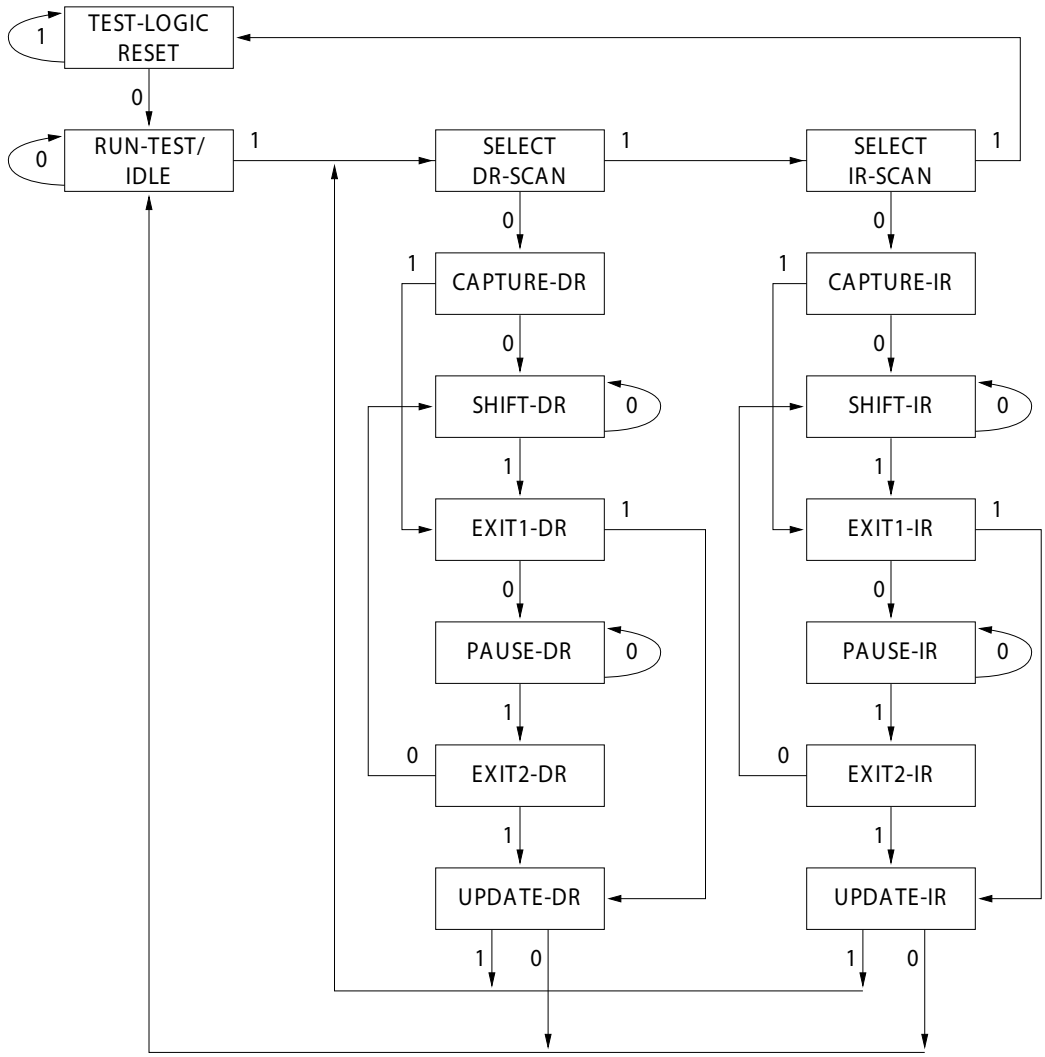 TEST-LOGIC
RESET
1
0
RUN-TEST/
IDLE
0
1
SELECT
DR-SCAN
1
SELECT
IR-SCAN
1
0
0
1
CAPTURE-DR
1
CAPTURE-IR
0
0
SHIFT-DR
0
SHIFT-IR
0
1
1
EXIT1-DR
1
EXIT1-IR
1
0
0
PAUSE-DR
0
PAUSE-IR
0
1
1
0
EXIT2-DR
0
EXIT2-IR
1
1
UPDATE-DR
UPDATE-IR
1
0
1
0